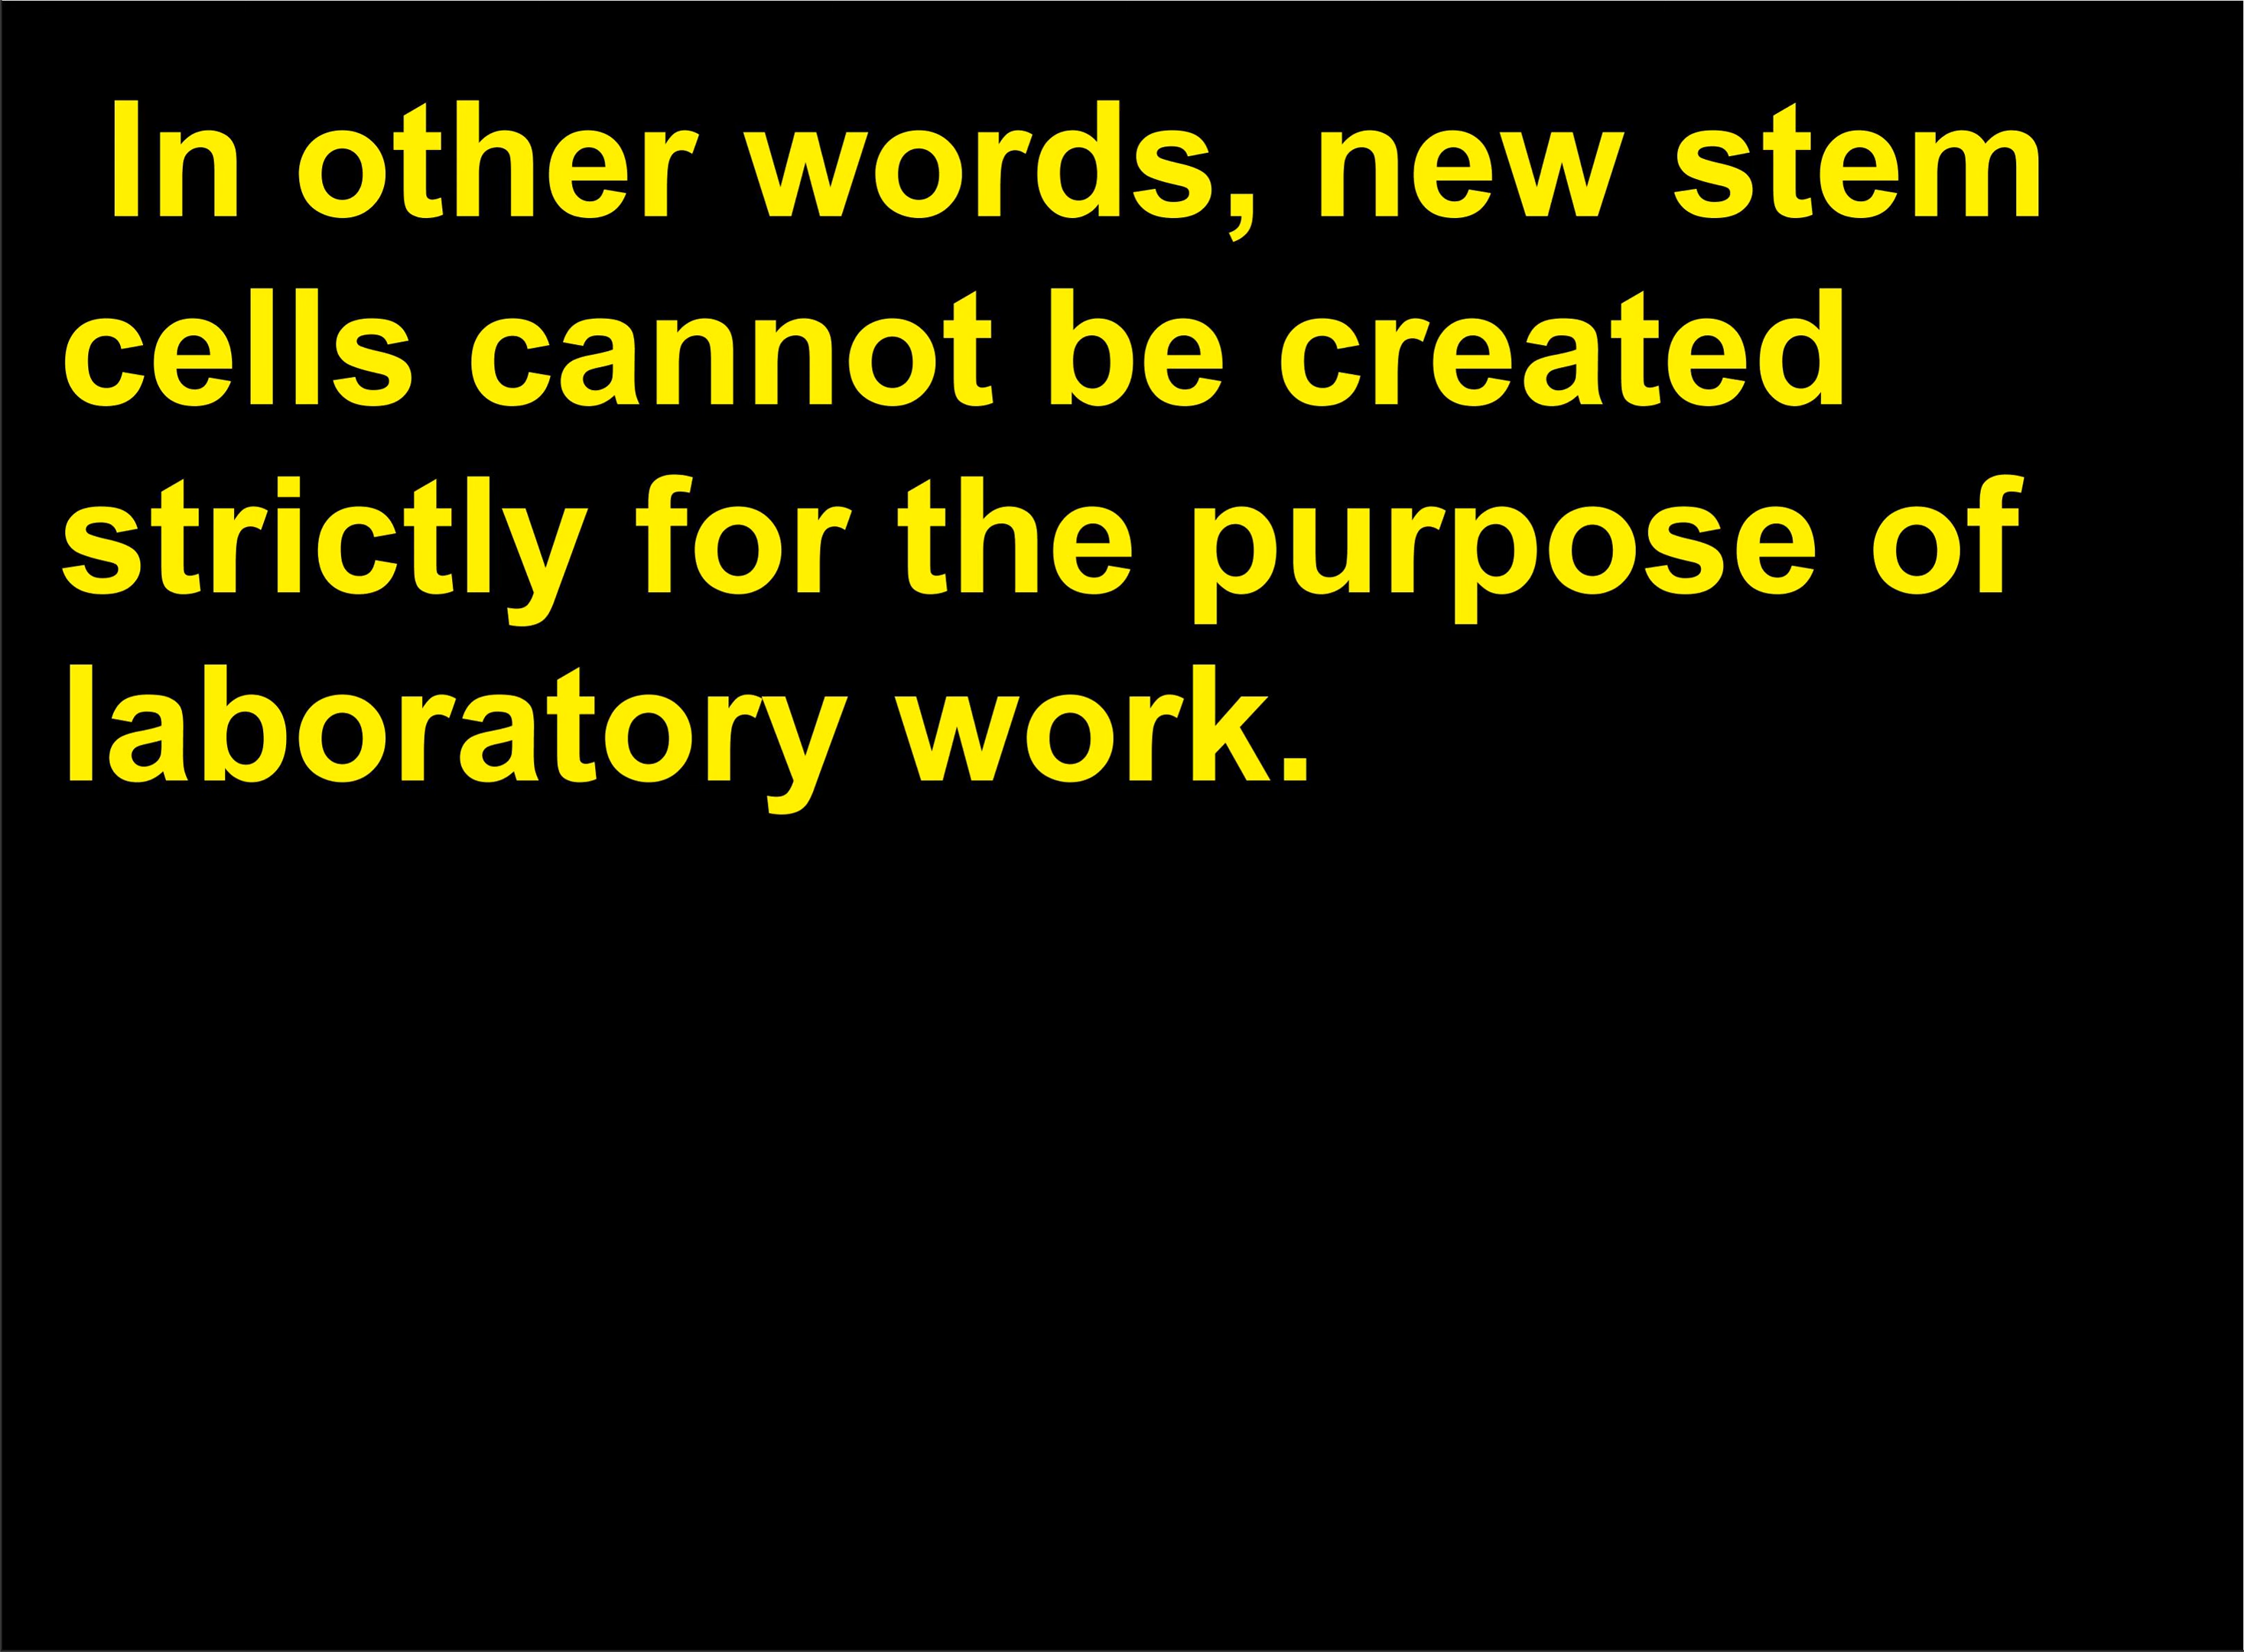 In other words, new stem
cells cannot be created
strictly for the purpose of
laboratory work.